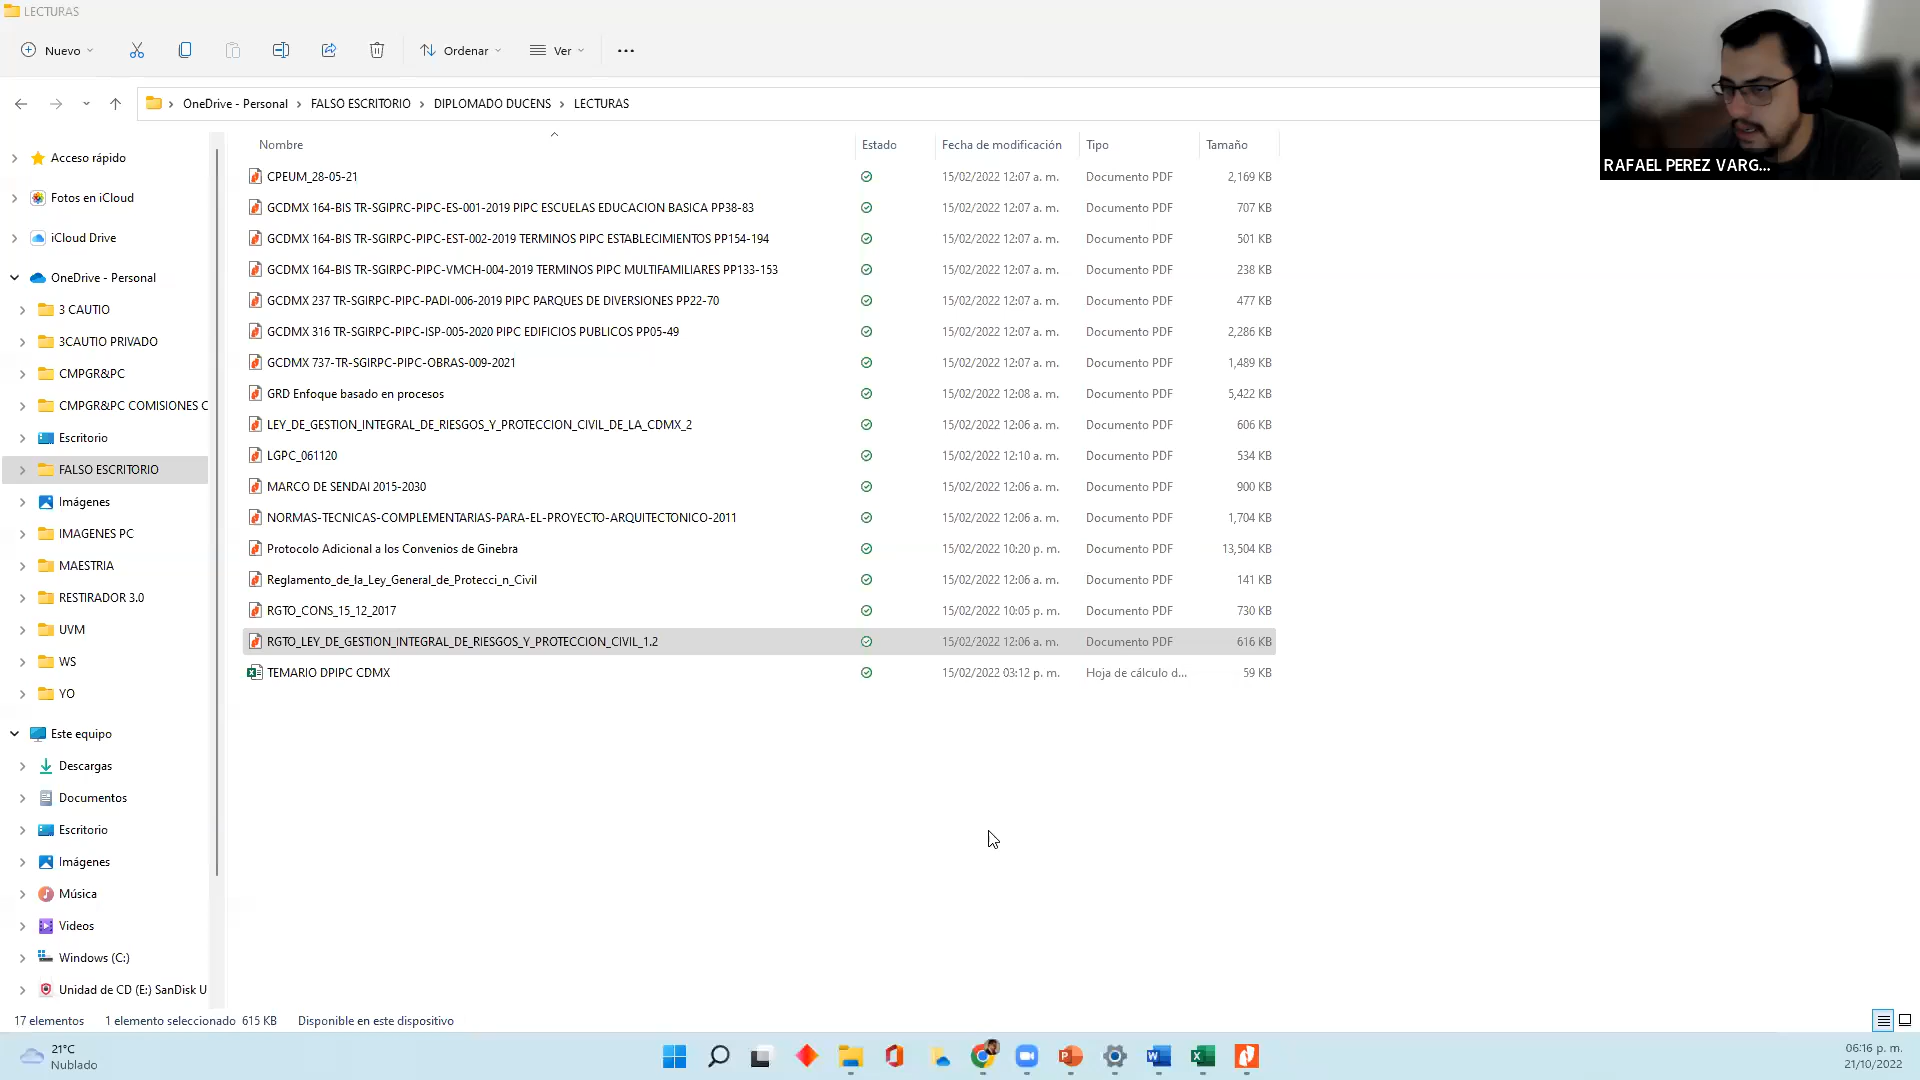 LECTURAS
Nuevo
Ordenar
Ver
OneDrive - Personal > FALSO ESCRITORIO > DIPLOMADO DUCENS > LECTURAS
RAFAEL PEREZ VARG...
Nombre Estado Fecha de modificación Tipo Tamaño
CPEUM_28-05-21 15/02/2022 12:07 a. m. Documento PDF 2,169 KB
GCDMX 164-BIS TR-SGIPRC-PIPC-ES-001-2019 PIPC ESCUELAS EDUCACION BASICA PP38-83 15/02/2022 12:07 a. m. Documento PDF 707 KB
GCDMX 164-BIS TR-SGIRPC-PIPC-EST-002-2019 TERMINOS PIPC ESTABLECIMIENTOS PP154-194 15/02/2022 12:07 a. m. Documento PDF 501 KB
GCDMX 164-BIS TR-SGIRPC-PIPC-VMCH-004-2019 TERMINOS PIPC MULTIFAMILIARES PP133-153 15/02/2022 12:07 a. m. Documento PDF 238 KB
GCDMX 237 TR-SGIRPC-PIPC-PADI-006-2019 PIPC PARQUES DE DIVERSIONES PP22-70 15/02/2022 12:07 a. m. Documento PDF 477 KB
GCDMX 316 TR-SGIRPC-PIPC-ISP-005-2020 PIPC EDIFICIOS PUBLICOS PP05-49 15/02/2022 12:07 a. m. Documento PDF 2,286 KB
GCDMX 737-TR-SGIRPC-PIPC-OBRAS-009-2021 15/02/2022 12:07 a. m. Documento PDF 1,489 KB
GRD Enfoque basado en procesos 15/02/2022 12:08 a. m. Documento PDF 5,422 KB
LEY_DE_GESTION_INTEGRAL_DE_RIESGOS_Y_PROTECCION_CIVIL_DE_LA_CDMX_2 15/02/2022 12:06 a. m. Documento PDF 606 KB
LGPC_061120 15/02/2022 12:10 a. m. Documento PDF 534 KB
MARCO DE SENDAI 2015-2030 15/02/2022 12:06 a. m. Documento PDF 900 KB
NORMAS-TECNICAS-COMPLEMENTARIAS-PARA-EL-PROYECTO-ARQUITECTONICO-2011 15/02/2022 12:06 a. m. Documento PDF 1,704 KB
Protocolo Adicional a los Convenios de Ginebra 15/02/2022 10:20 p. m. Documento PDF 13,504 KB
Reglamento_de_la_Ley_General_de_Protecci_n_Civil 15/02/2022 12:06 a. m. Documento PDF 141 KB
RGTO_CONS_15_12_2017 15/02/2022 10:05 p. m. Documento PDF 730 KB
RGTO_LEY_DE_GESTION_INTEGRAL_DE_RIESGOS_Y_PROTECCION_CIVIL_1.2 15/02/2022 12:06 a. m. Documento PDF 616 KB
TEMARIO DPIPC CDMX 15/02/2022 03:12 p. m. Hoja de cálculo d... 59 KB
Acceso rápido
Fotos en iCloud
iCloud Drive
OneDrive - Personal
3 CAUTIO
3CAUTIO PRIVADO
CMPGR&PC
CMPGR&PC COMISIONES C
Escritorio
FALSO ESCRITORIO
Imágenes
IMAGENES PC
MAESTRIA
RESTIRADOR 3.0
UVM
WS
YO
Este equipo
Descargas
Documentos
Escritorio
Imágenes
Música
Videos
Windows (C:)
Unidad de CD (E:) SanDisk U
17 elementos 1 elemento seleccionado 615 KB Disponible en este dispositivo
21°C
Nublado
06:16 p. m.
21/10/2022